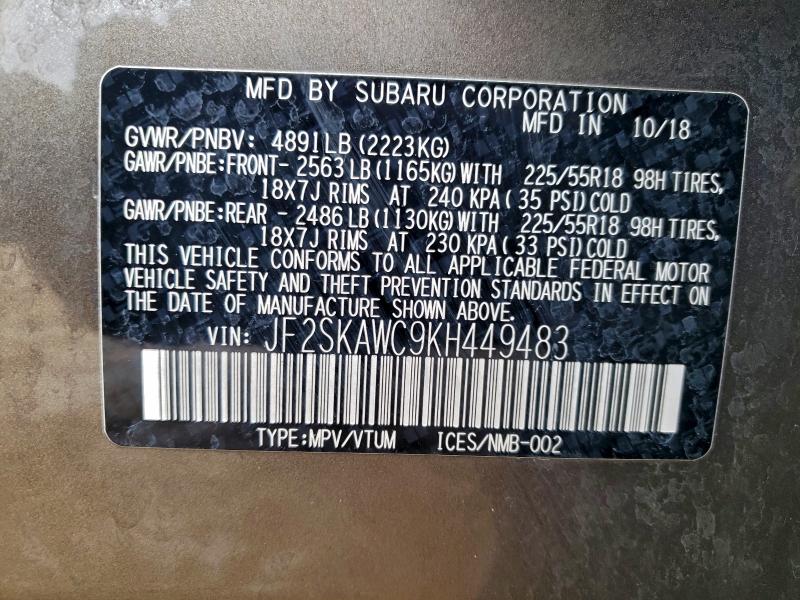 MFD BY SUBARU CORPORATION
MFD IN 10/18
GVWR/PNBV: 4891LB (2223KG)
GAWR/PNBE:FRONT- 2563LB (1165KG) WITH 225/55R18 98H TIRES,
18X7J RIMS AT 240 KPA( 35 PSI) COLD
GAWR/PNBE:REAR - 2486LB (1130KG) WITH 225/55R18 98H TIRES,
18X7J RIMS AT 230 KPA( 33 PSI) COLD
THIS VEHICLE CONFORMS TO ALL APPLICABLE FEDERAL MOTOR
VEHICLE SAFETY AND THEFT PREVENTION STANDARDS IN EFFECT ON
THE DATE OF MANUFACTURE SHOWN ABOVE.
VIN: JF2SKAWC9KH449483
TYPE:MPV/VTUM ICES/NMB-002